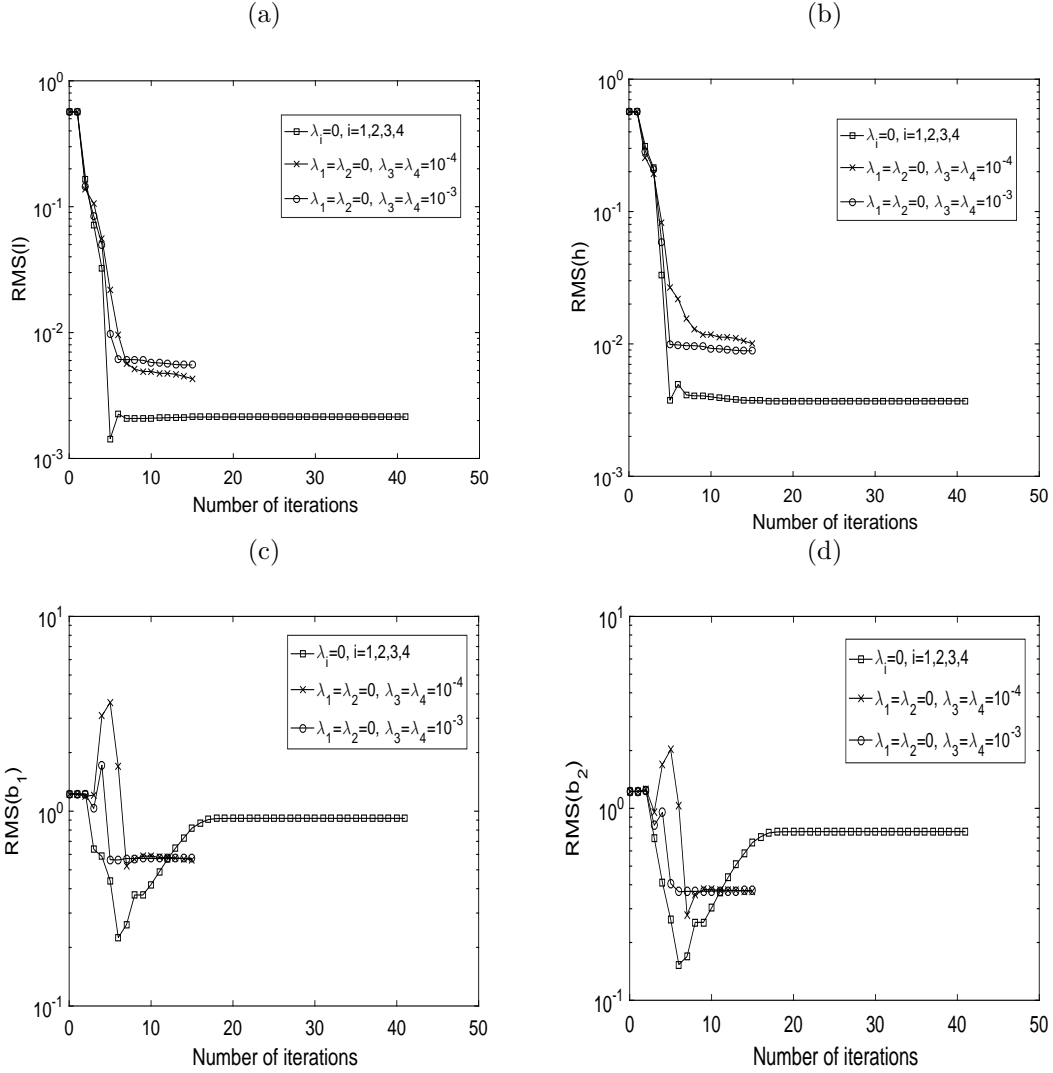 (a)
10^0
10^-1
10^-2
10^-3
RMS(l)
λ_i=0, i=1,2,3,4
λ_1=λ_2=0, λ_3=λ_4=10^-4
λ_1=λ_2=0, λ_3=λ_4=10^-3
0 10 20 30 40 50
Number of iterations
(b)
10^0
10^-1
10^-2
10^-3
RMS(h)
λ_i=0, i=1,2,3,4
λ_1=λ_2=0, λ_3=λ_4=10^-4
λ_1=λ_2=0, λ_3=λ_4=10^-3
0 10 20 30 40 50
Number of iterations
(c)
10^1
10^0
10^-1
RMS(b_1)
λ_i=0, i=1,2,3,4
λ_1=λ_2=0, λ_3=λ_4=10^-4
λ_1=λ_2=0, λ_3=λ_4=10^-3
0 10 20 30 40 50
Number of iterations
(d)
10^1
10^0
10^-1
RMS(b_2)
λ_i=0, i=1,2,3,4
λ_1=λ_2=0, λ_3=λ_4=10^-4
λ_1=λ_2=0, λ_3=λ_4=10^-3
0 10 20 30 40 50
Number of iterations